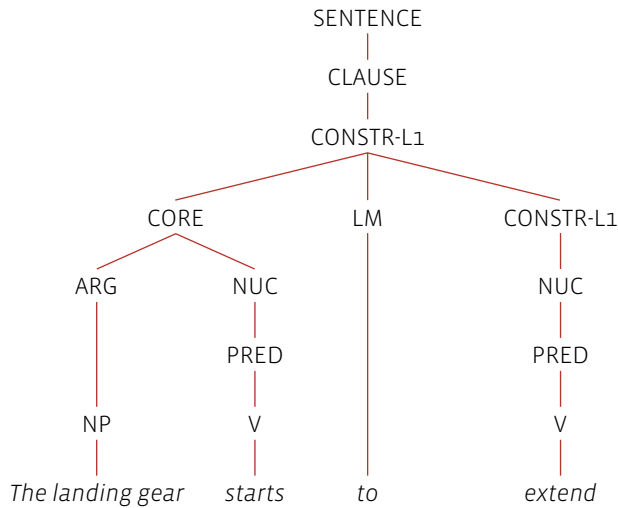 SENTENCE
CLAUSE
CONSTR-L1
CORE LM CONSTR-L1
ARG NUC NUC
PRED PRED
NP V V
The landing gear starts to extend